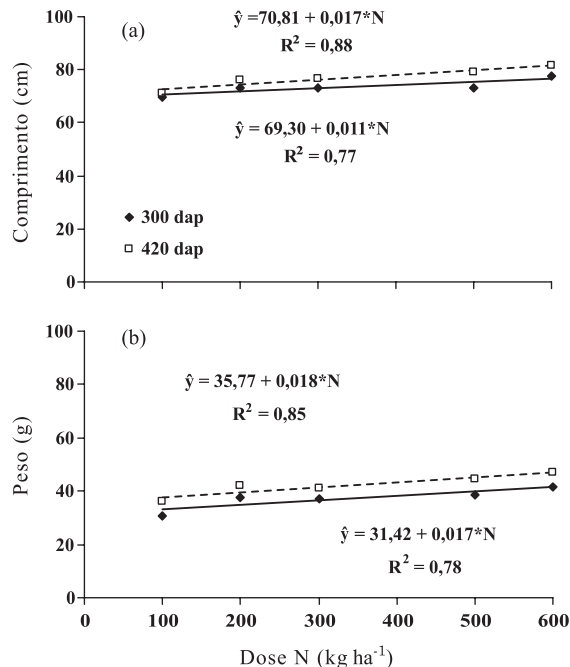 (a)
ŷ=70,81 + 0,017*N
R² = 0,88
100
80
60
40
20
0
Comprimento (cm)
ŷ = 69,30 + 0,011*N
R² = 0,77
300 dap
420 dap
(b)
100
80
60
40
20
0
Peso (g)
ŷ = 35,77 + 0,018*N
R² = 0,85
ŷ = 31,42 + 0,017*N
R² = 0,78
0 100 200 300 400 500 600
Dose N (kg ha⁻¹)